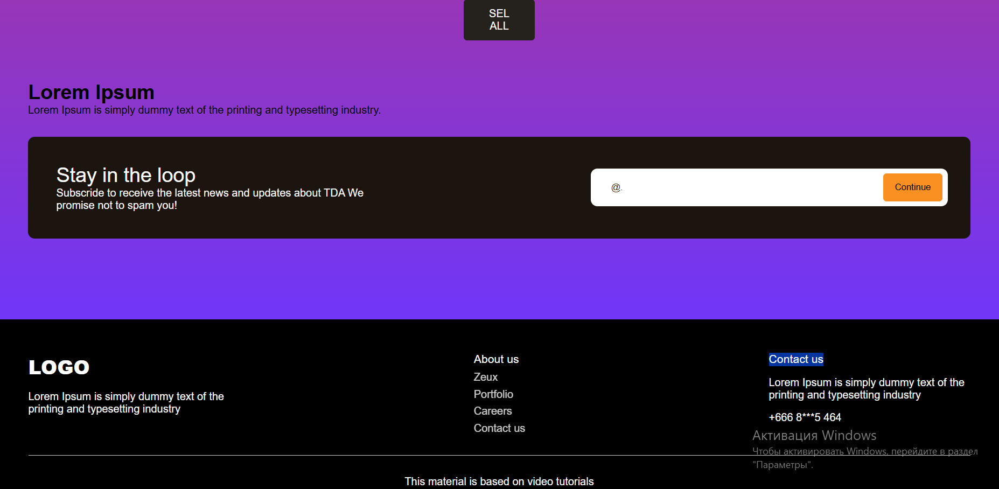 SEL
ALL
Lorem Ipsum
Lorem Ipsum is simply dummy text of the printing and typesetting industry.
Stay in the loop
Subscride to receive the latest news and updates about TDA We
promise not to spam you!
@.
Continue
LOGO
Lorem Ipsum is simply dummy text of the
printing and typesetting industry
About us
Zeux
Portfolio
Careers
Contact us
Contact us
Lorem Ipsum is simply dummy text of the
printing and typesetting industry
+666 8***5 464
Активация Windows
Чтобы активировать Windows, перейдите в раздел
"Параметры".
This material is based on video tutorials